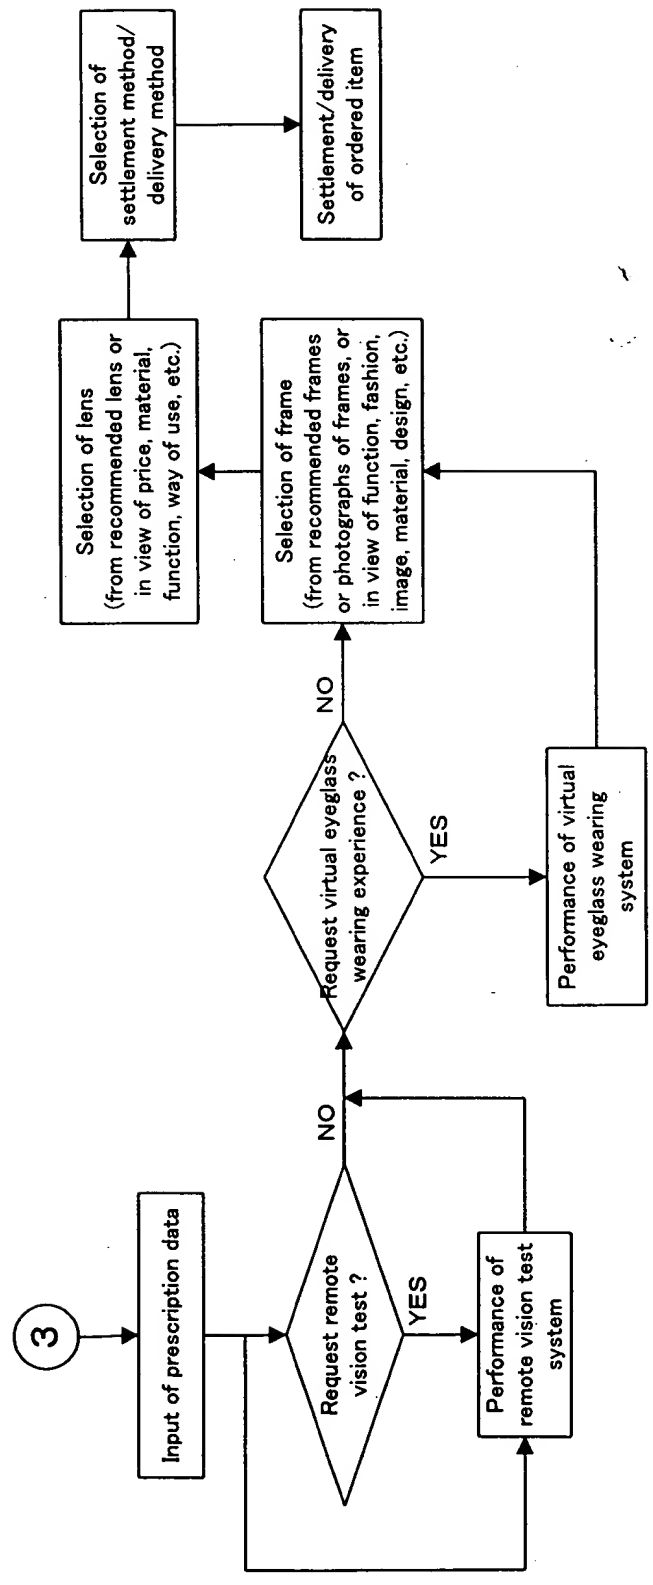 3
Input of prescription data
Request remote
vision test ?
YES
NO
Performance of
remote vision test
system
Request virtual eyeglass
wearing experience ?
YES
NO
Performance of virtual
eyeglass wearing
system
Selection of frame
(from recommended frames
or photographs of frames, or
in view of function, fashion,
image, material, design, etc.)
Selection of lens
(from recommended lens or
in view of price, material,
function, way of use, etc.)
Selection of
settlement method/
delivery method
Settlement/delivery
of ordered item